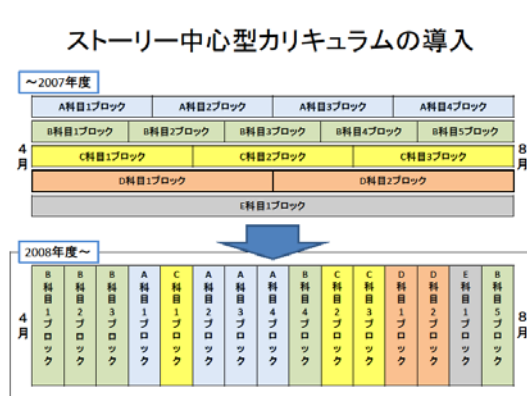 ストーリー中心型カリキュラムの導入
～2007年度
A科目1ブロック A科目2ブロック A科目3ブロック A科目4ブロック
B科目1ブロック B科目2ブロック B科目3ブロック B科目4ブロック B科目5ブロック
4月
C科目1ブロック C科目2ブロック C科目3ブロック
8月
D科目1ブロック D科目2ブロック
E科目1ブロック
2008年度～
4月
B科目1ブロック
B科目2ブロック
B科目3ブロック
A科目1ブロック
C科目1ブロック
A科目2ブロック
A科目3ブロック
A科目4ブロック
B科目4ブロック
C科目2ブロック
C科目3ブロック
D科目1ブロック
D科目2ブロック
E科目1ブロック
B科目5ブロック
8月